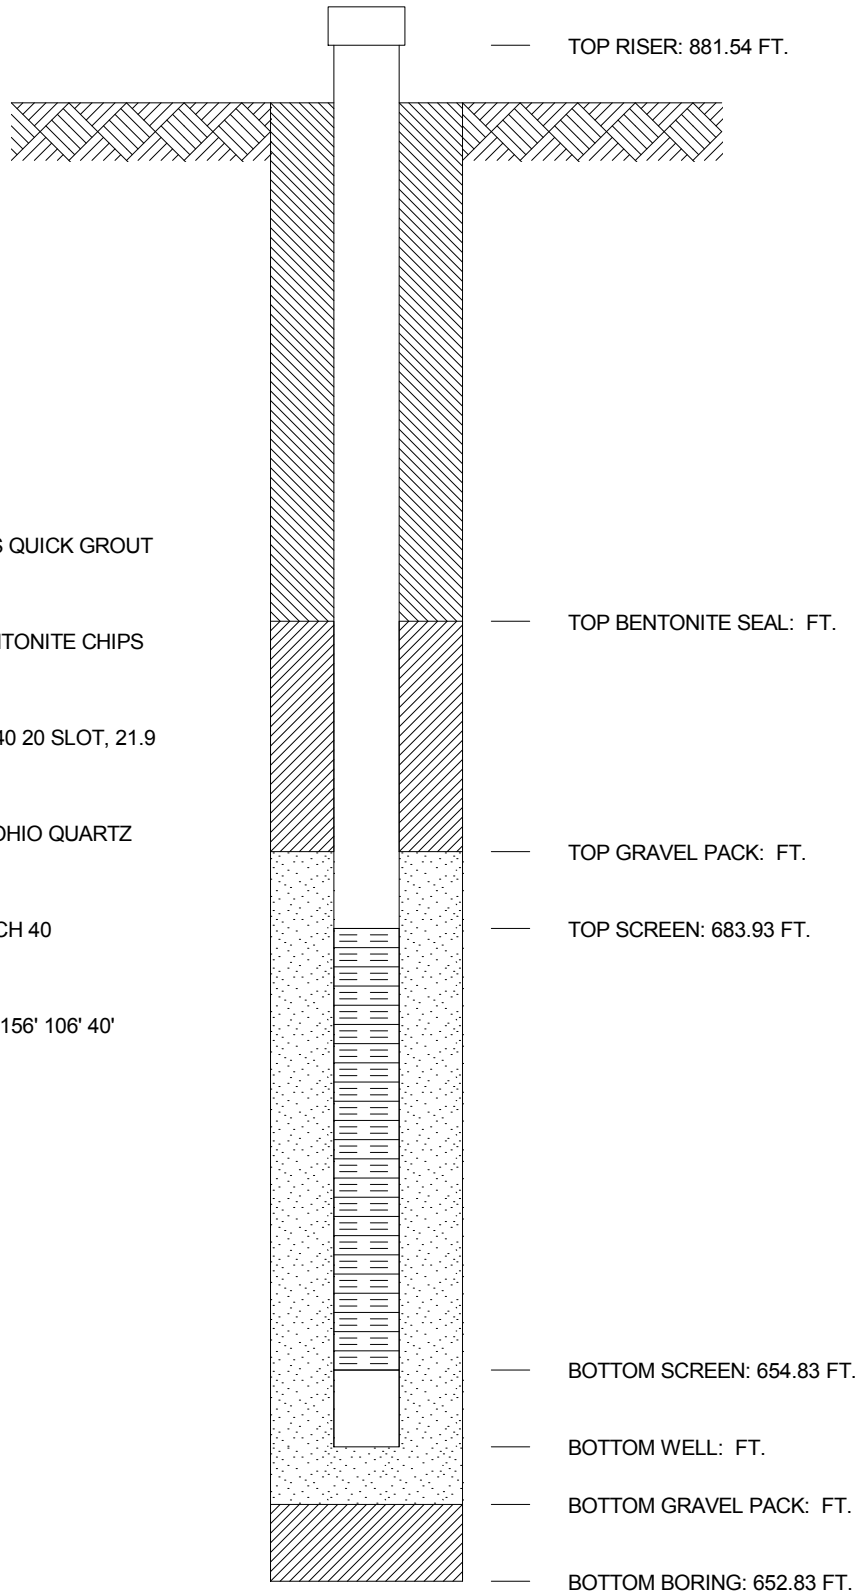 TOP RISER: 881.54 FT.
QUICK GROUT
TOP BENTONITE SEAL: FT.
CHIPS
40 20 SLOT, 21.9
OHIO QUARTZ
TOP GRAVEL PACK: FT.
40
TOP SCREEN: 683.93 FT.
156' 106' 40'
BOTTOM SCREEN: 654.83 FT.
BOTTOM WELL: FT.
BOTTOM GRAVEL PACK: FT.
BOTTOM BORING: 652.83 FT.